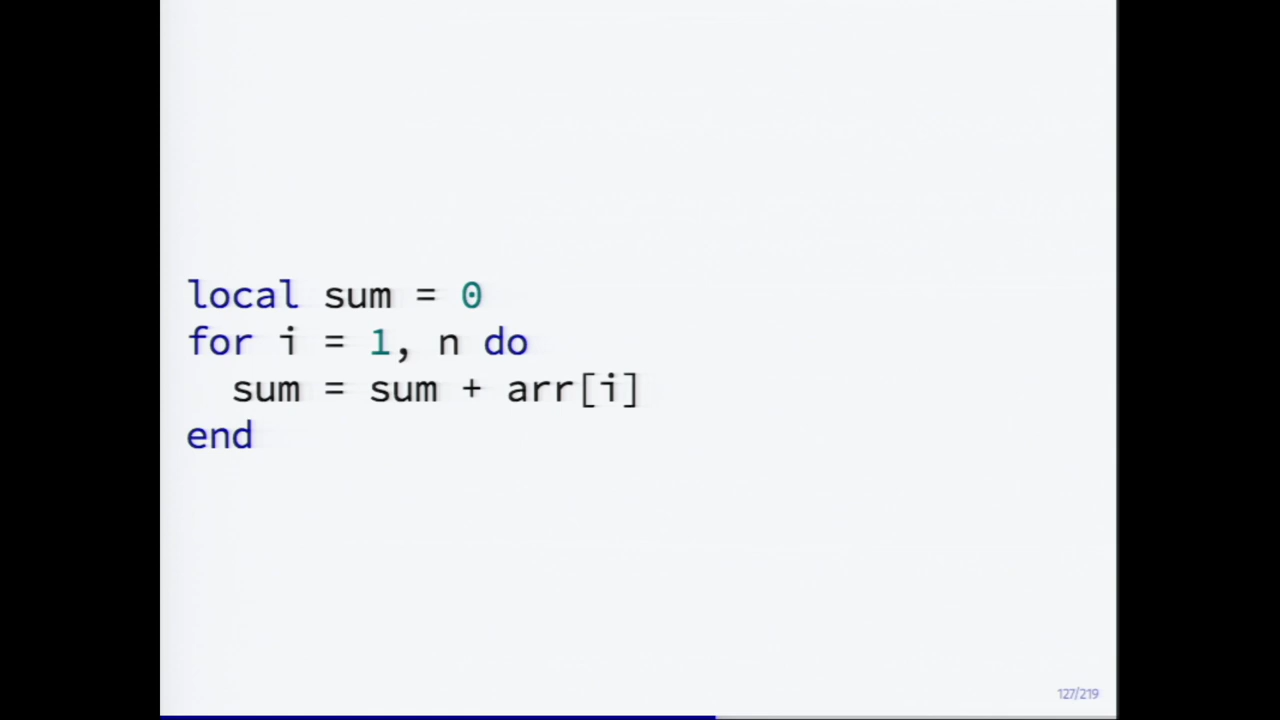 local sum = 0
for i = 1, n do
  sum = sum + arr[i]
end
127/219